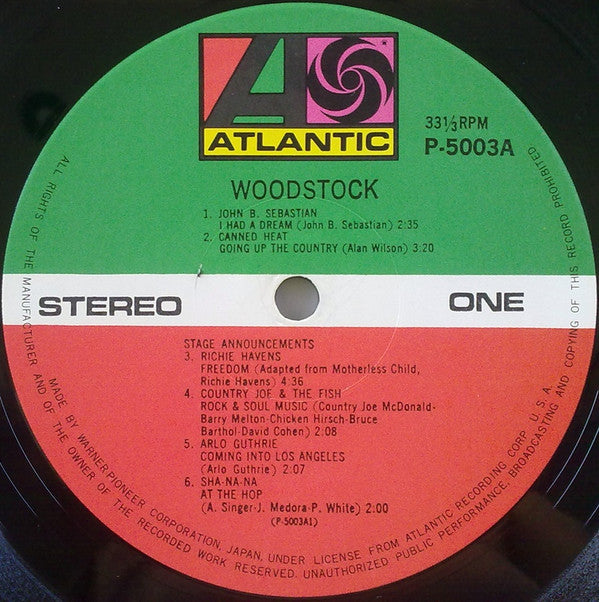 ATLANTIC
33⅓RPM
P-5003A
WOODSTOCK
1. JOHN B. SEBASTIAN
I HAD A DREAM (John B. Sebastian) 2:35
2. CANNED HEAT
GOING UP THE COUNTRY (Alan Wilson) 3:20
STEREO
ONE
STAGE ANNOUNCEMENTS
3. RICHIE HAVENS
FREEDOM (Adapted from Motherless Child,
Richie Havens) 4:36
4. COUNTRY JOE & THE FISH
ROCK & SOUL MUSIC (Country Joe McDonald-
Barry Melton-Chicken Hirsch-Bruce
Barthol-David Cohen) 2:08
5. ARLO GUTHRIE
COMING INTO LOS ANGELES
(Arlo Guthrie) 2:07
6. SHA-NA-NA
AT THE HOP
(A. Singer-J. Medora-P. White) 2:00
(P-5003A1)
MADE BY WARNER-PIONEER CORPORATION, JAPAN, UNDER LICENSE FROM ATLANTIC RECORDING CORP. U.S.A.
ALL RIGHTS OF THE MANUFACTURER AND OF THE OWNER OF THE RECORDED WORK RESERVED. UNAUTHORIZED PUBLIC PERFORMANCE, BROADCASTING AND COPYING OF THIS RECORD PROHIBITED